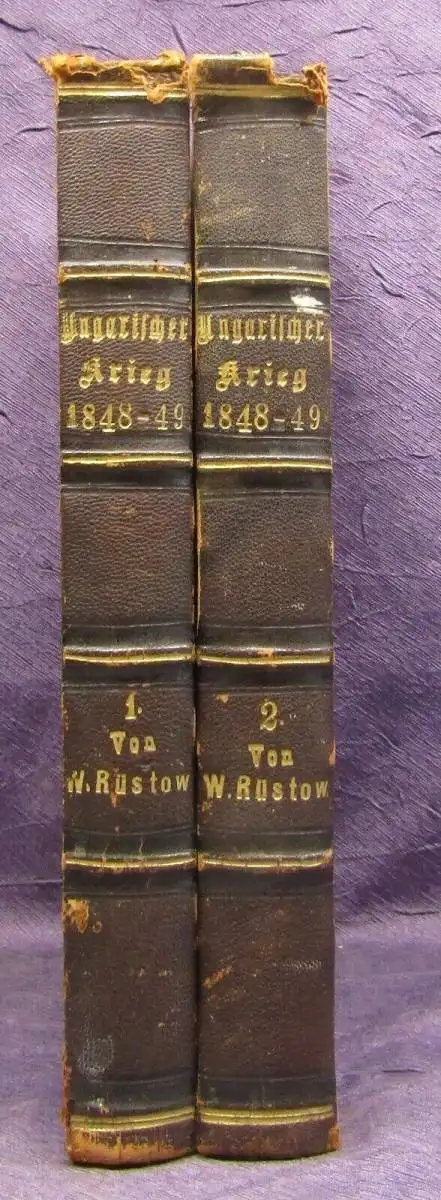 Ungarischer
Krieg
1848-49
1.
Von
W. Rüstow
Ungarischer
Krieg
1848-49
2.
Von
W. Rüstow